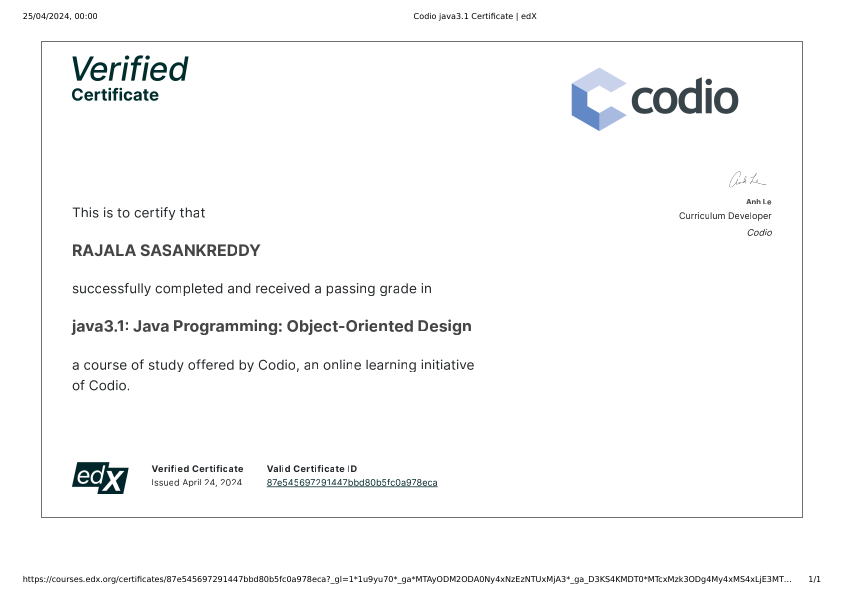 25/04/2024, 00:00
Codio java3.1 Certificate | edX
Verified
Certificate
codio
Anh Le
Curriculum Developer
Codio
This is to certify that
RAJALA SASANKREDDY
successfully completed and received a passing grade in
java3.1: Java Programming: Object-Oriented Design
a course of study offered by Codio, an online learning initiative
of Codio.
edX
Verified Certificate
Issued April 24, 2024
Valid Certificate ID
87e545697291447bbd80b5fc0a978eca
https://courses.edx.org/certificates/87e545697291447bbd80b5fc0a978eca?_gl=1*1u9yu70*_ga*MTAyODM2ODA0Ny4xNzEzNTUxMjA3*_ga_D3KS4KMDT0*MTcxMzk3ODg4My4xMS4xLjE3MT...
1/1